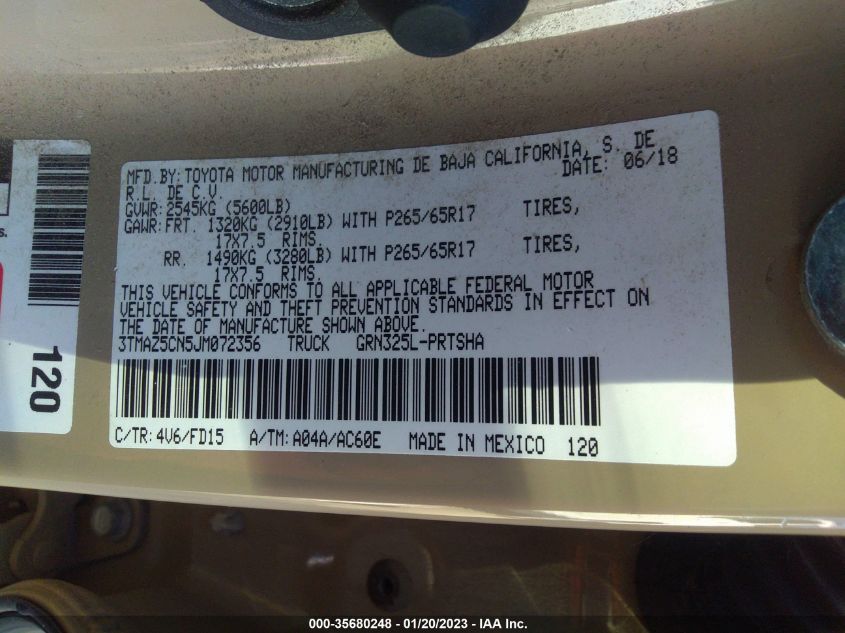 MFD.BY: TOYOTA MOTOR MANUFACTURING DE BAJA CALIFORNIA, S. DE
R.L. DE C.V. DATE: 06/18
GVWR: 2545KG (5600LB)
GAWR: FRT. 1320KG (2910LB) WITH P265/65R17 TIRES,
17X7.5 RIMS.
RR. 1490KG (3280LB) WITH P265/65R17 TIRES,
17X7.5 RIMS.
THIS VEHICLE CONFORMS TO ALL APPLICABLE FEDERAL MOTOR
VEHICLE SAFETY AND THEFT PREVENTION STANDARDS IN EFFECT ON
THE DATE OF MANUFACTURE SHOWN ABOVE.
3TMAZ5CN5JM072356 TRUCK GRN325L-PRTSHA
C/TR: 4V6/FD15 A/TM: A04A/AC60E MADE IN MEXICO 120
s.
120
000-35680248 - 01/20/2023 - IAA Inc.